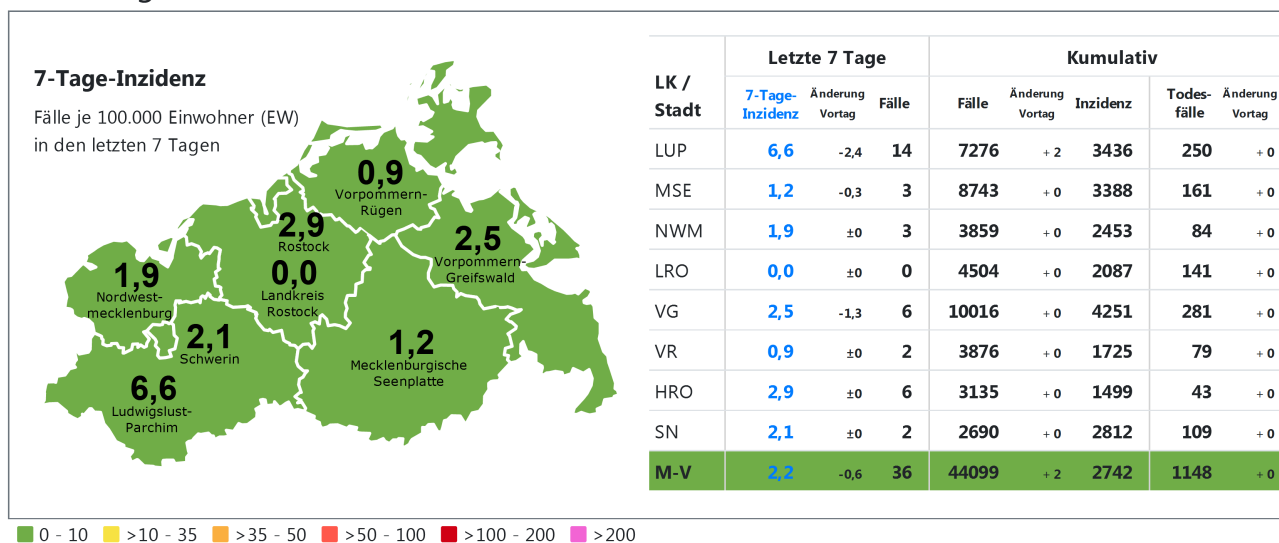 7-Tage-Inzidenz
Fälle je 100.000 Einwohner (EW)
in den letzten 7 Tagen
0,9
Vorpommern-
Rügen
2,9
Rostock
2,5
Vorpommern-
Greifswald
0,0
Landkreis
Rostock
1,9
Nordwest-
mecklenburg
2,1
Schwerin
1,2
Mecklenburgische
Seenplatte
6,6
Ludwigslust-
Parchim
LK / Stadt Letzte 7 Tage Kumulativ
7-Tage-Inzidenz Änderung Vortag Fälle Fälle Änderung Vortag Inzidenz Todes-fälle Änderung Vortag
LUP 6,6 -2,4 14 7276 + 2 3436 250 + 0
MSE 1,2 -0,3 3 8743 + 0 3388 161 + 0
NWM 1,9 ±0 3 3859 + 0 2453 84 + 0
LRO 0,0 ±0 0 4504 + 0 2087 141 + 0
VG 2,5 -1,3 6 10016 + 0 4251 281 + 0
VR 0,9 ±0 2 3876 + 0 1725 79 + 0
HRO 2,9 ±0 6 3135 + 0 1499 43 + 0
SN 2,1 ±0 2 2690 + 0 2812 109 + 0
M-V 2,2 -0,6 36 44099 + 2 2742 1148 + 0
0 - 10 >10 - 35 >35 - 50 >50 - 100 >100 - 200 >200